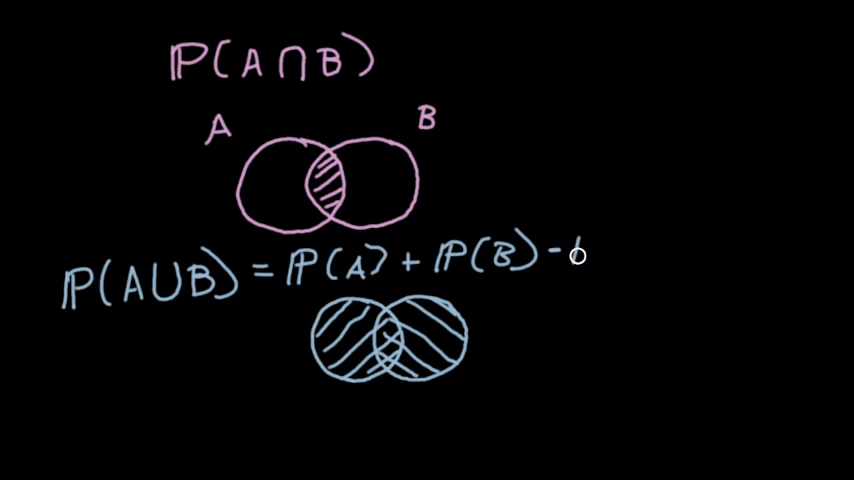 ℙ(A∩B)
A B
ℙ(A∪B) = ℙ(A) + ℙ(B) -